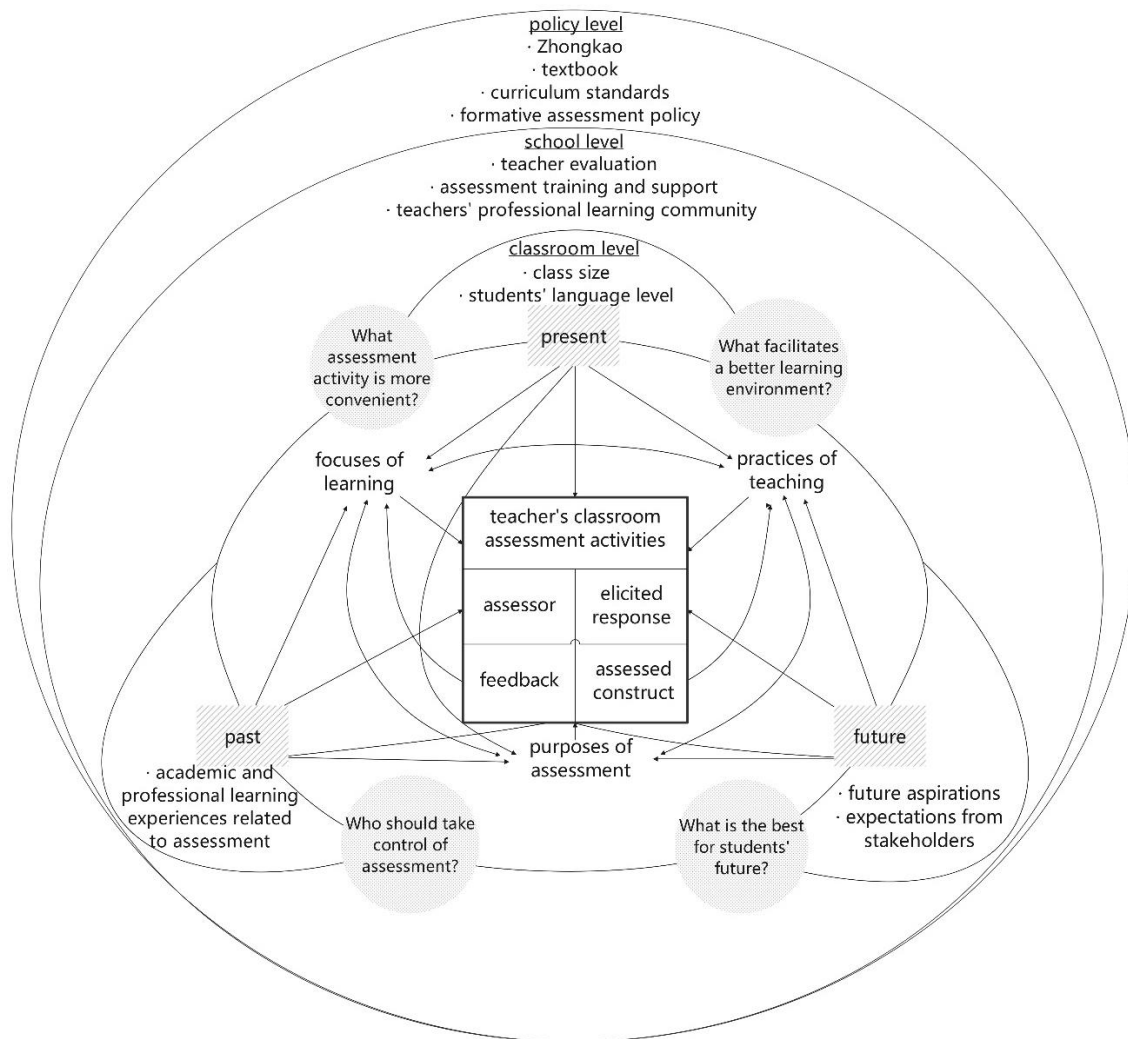 policy level
· Zhongkao
· textbook
· curriculum standards
· formative assessment policy
school level
· teacher evaluation
· assessment training and support
· teachers' professional learning community
classroom level
· class size
· students' language level
What
assessment
activity is more
convenient?
present
What facilitates
a better learning
environment?
focuses of
learning
practices of
teaching
teacher's classroom
assessment activities
assessor
elicited
response
feedback
assessed
construct
past
· academic and
professional learning
experiences related
to assessment
purposes of
assessment
future
· future aspirations
· expectations from
stakeholders
Who should take
control of
assessment?
What is the best
for students'
future?